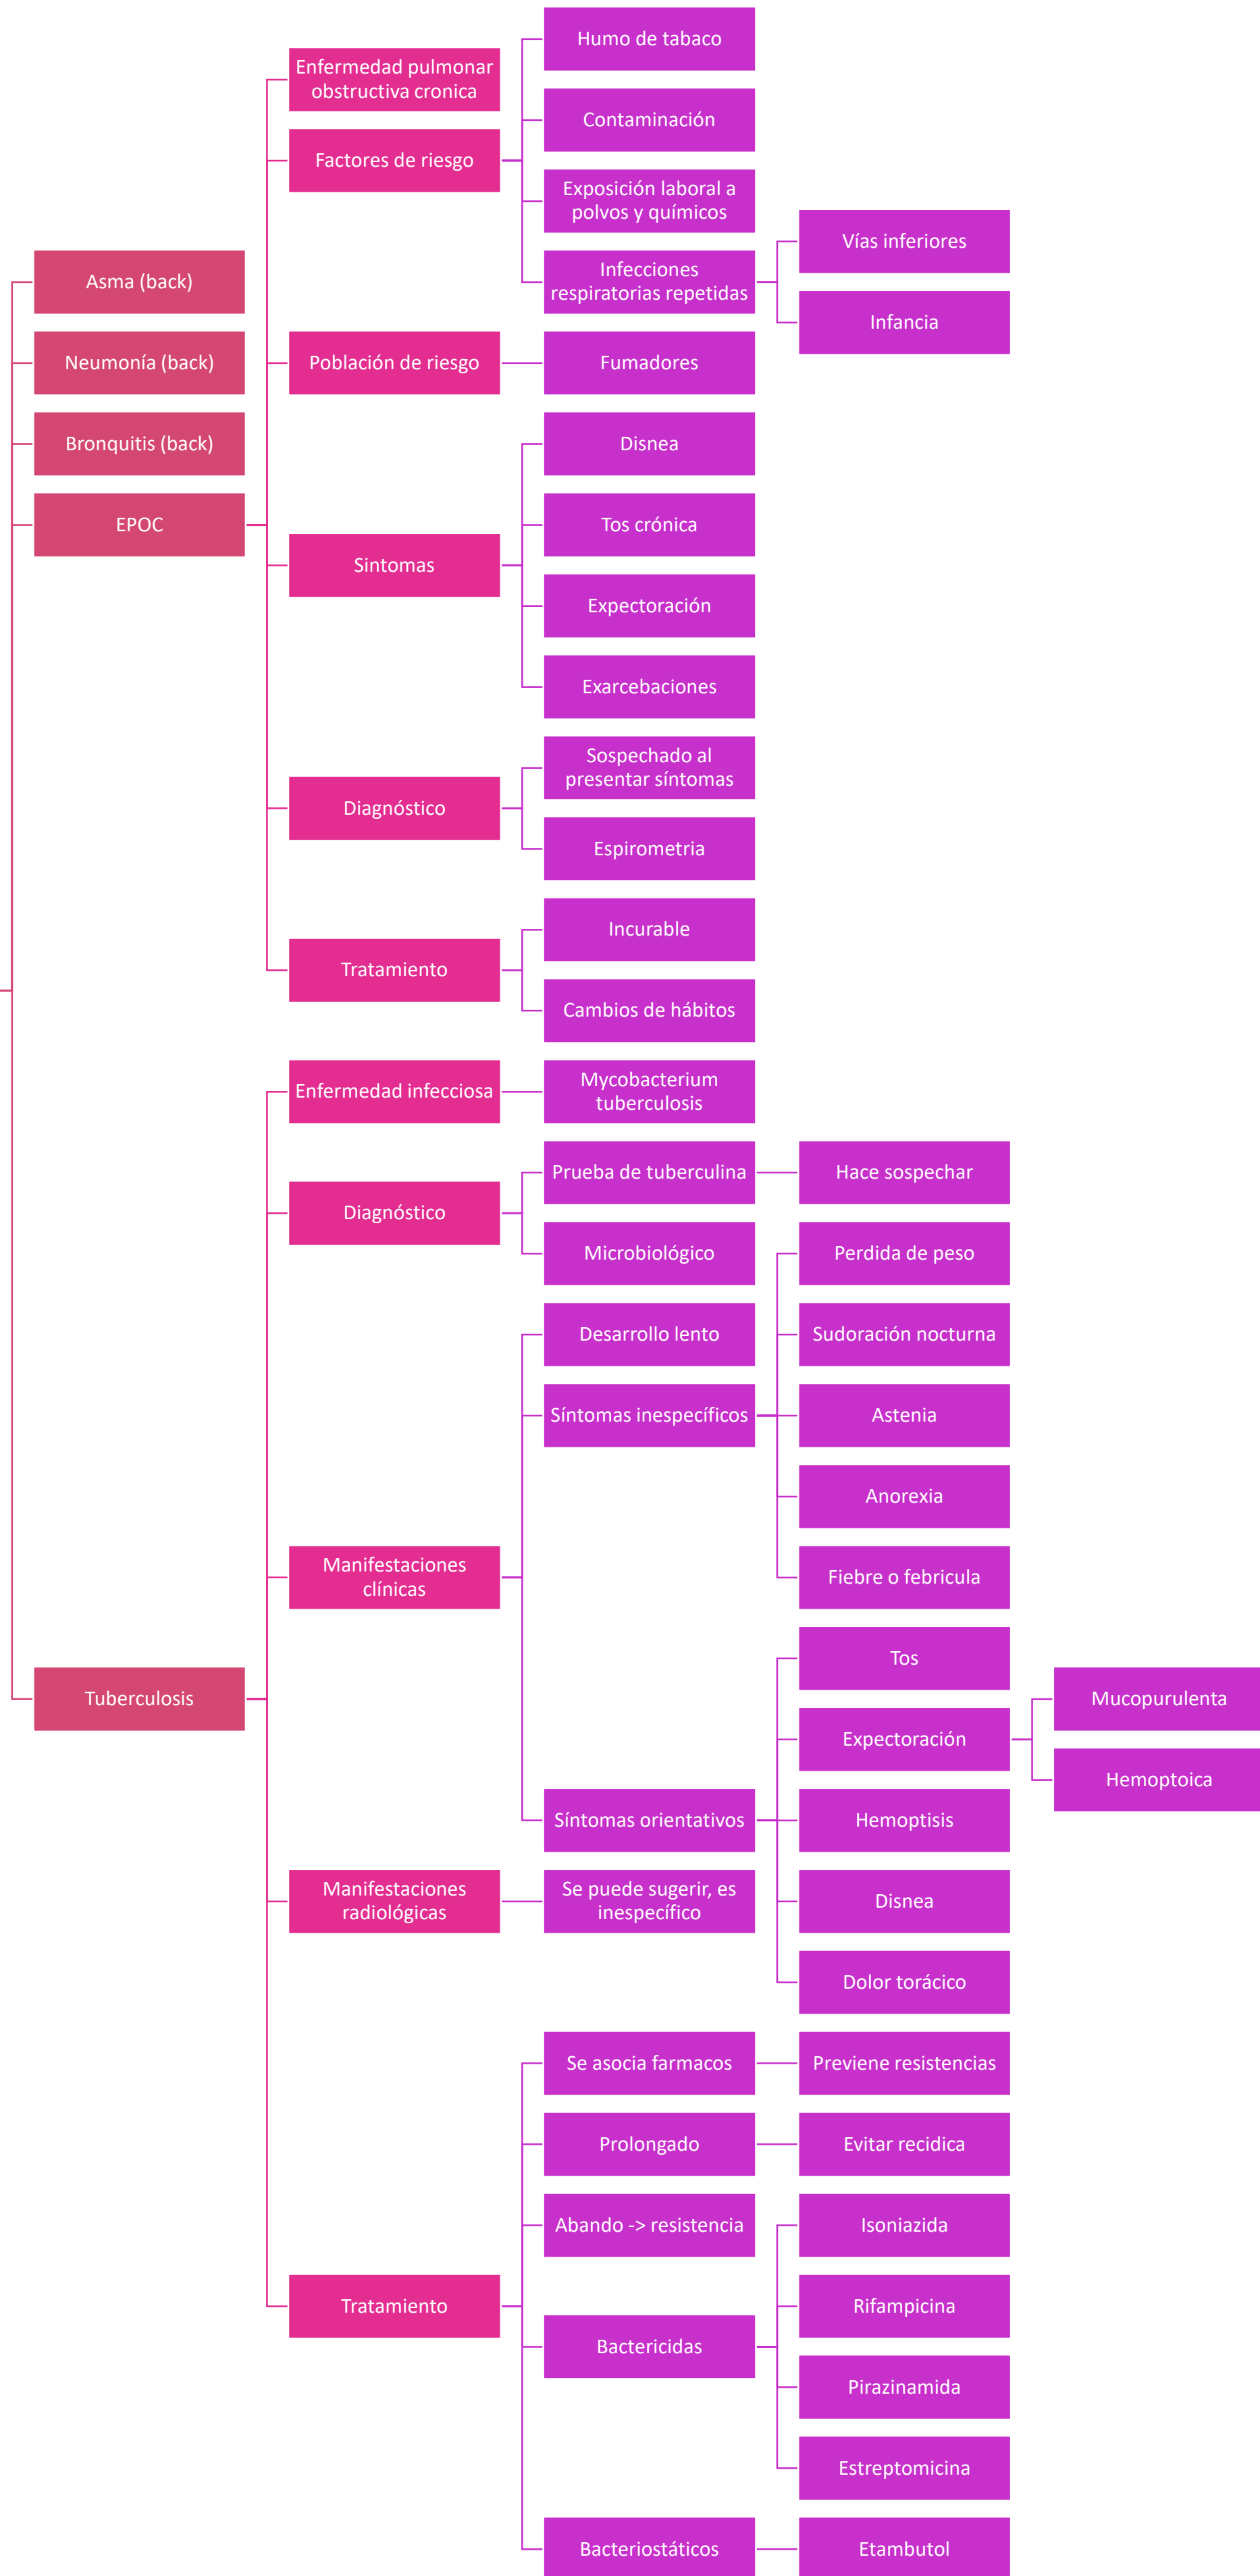 Asma (back)
Neumonía (back)
Bronquitis (back)
EPOC
Enfermedad pulmonar
obstructiva cronica
Factores de riesgo
Humo de tabaco
Contaminación
Exposición laboral a
polvos y químicos
Infecciones
respiratorias repetidas
Vías inferiores
Infancia
Población de riesgo
Fumadores
Sintomas
Disnea
Tos crónica
Expectoración
Exarcebaciones
Diagnóstico
Sospechado al
presentar síntomas
Espirometria
Tratamiento
Incurable
Cambios de hábitos
Tuberculosis
Enfermedad infecciosa
Mycobacterium
tuberculosis
Diagnóstico
Prueba de tuberculina
Hace sospechar
Microbiológico
Manifestaciones
clínicas
Desarrollo lento
Síntomas inespecíficos
Perdida de peso
Sudoración nocturna
Astenia
Anorexia
Fiebre o febricula
Síntomas orientativos
Tos
Expectoración
Mucopurulenta
Hemoptoica
Hemoptisis
Disnea
Dolor torácico
Manifestaciones
radiológicas
Se puede sugerir, es
inespecífico
Tratamiento
Se asocia farmacos
Previene resistencias
Prolongado
Evitar recidica
Abando -> resistencia
Bactericidas
Isoniazida
Rifampicina
Pirazinamida
Estreptomicina
Bacteriostáticos
Etambutol